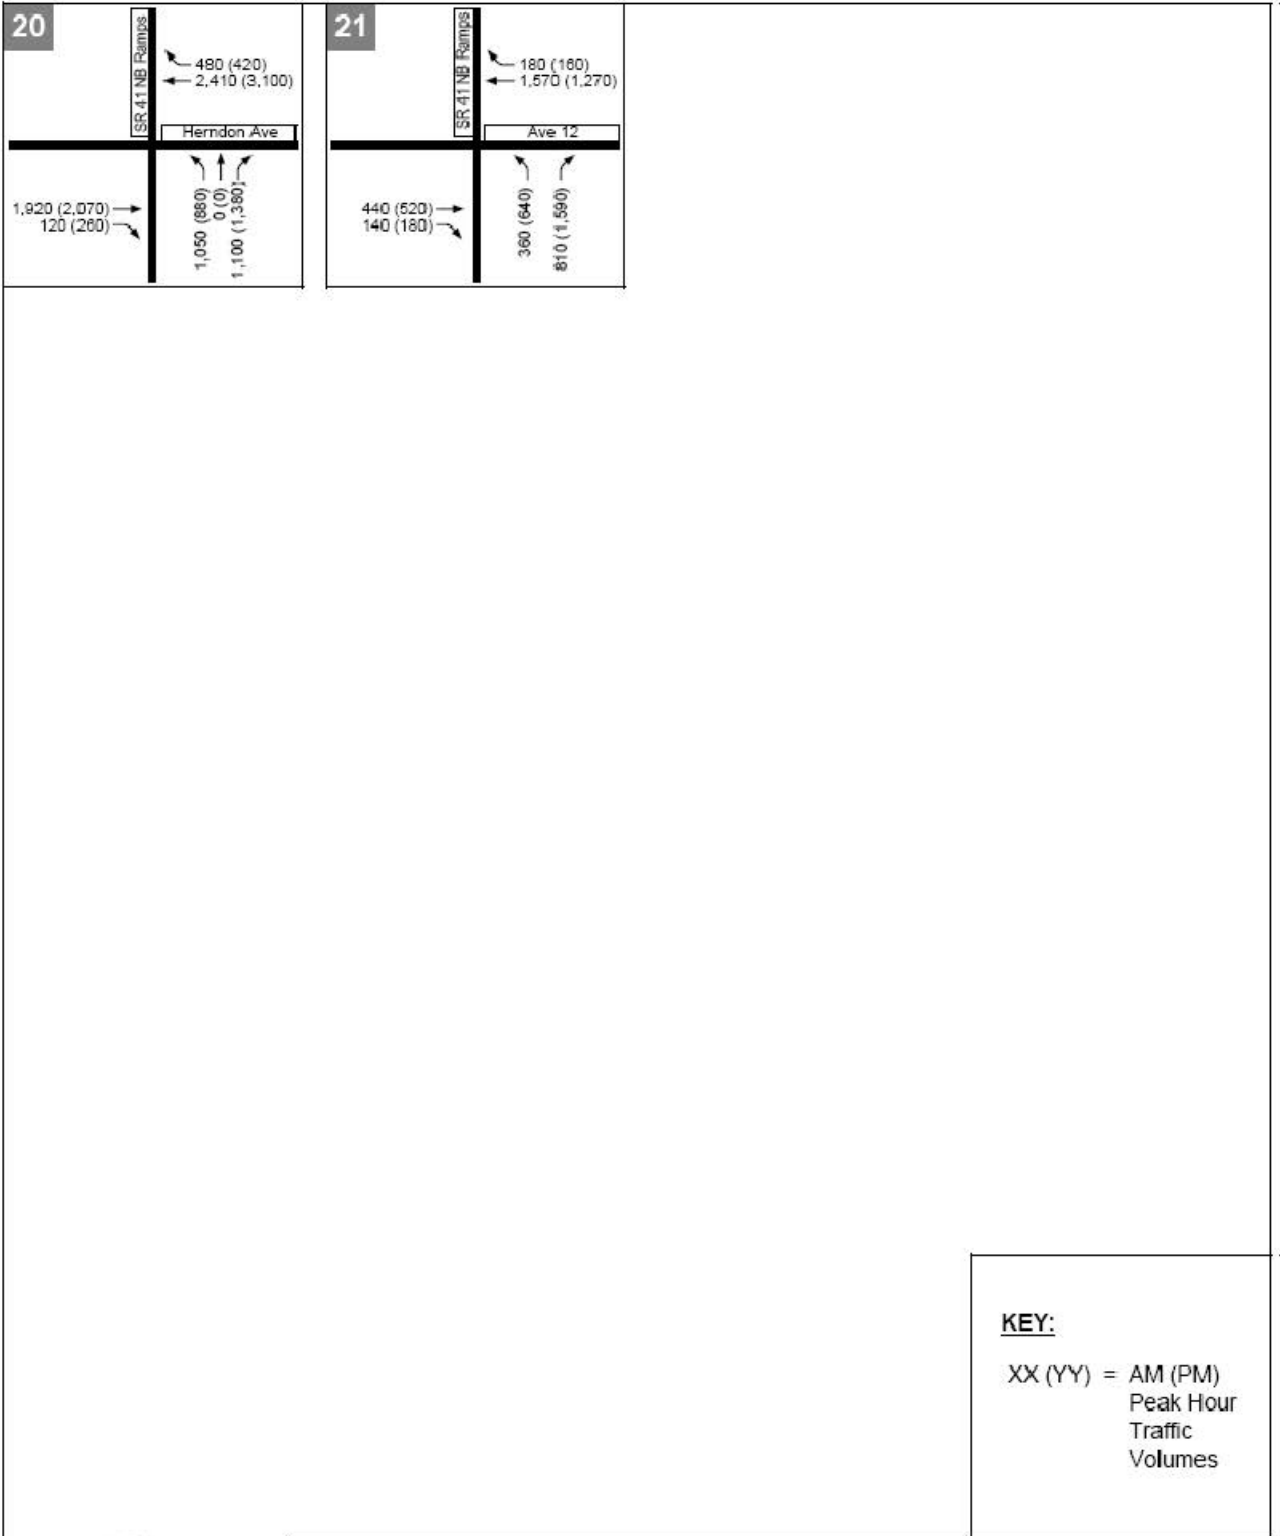 20
SR 41 NB Ramps
480 (420)
2,410 (3,100)
Herndon Ave
1,920 (2,070)
120 (260)
1,050 (880)
0 (0)
1,100 (1,380)
21
SR 41 NB Ramps
180 (160)
1,570 (1,270)
Ave 12
440 (520)
140 (180)
360 (640)
810 (1,590)
KEY:
XX (YY) = AM (PM)
Peak Hour
Traffic
Volumes